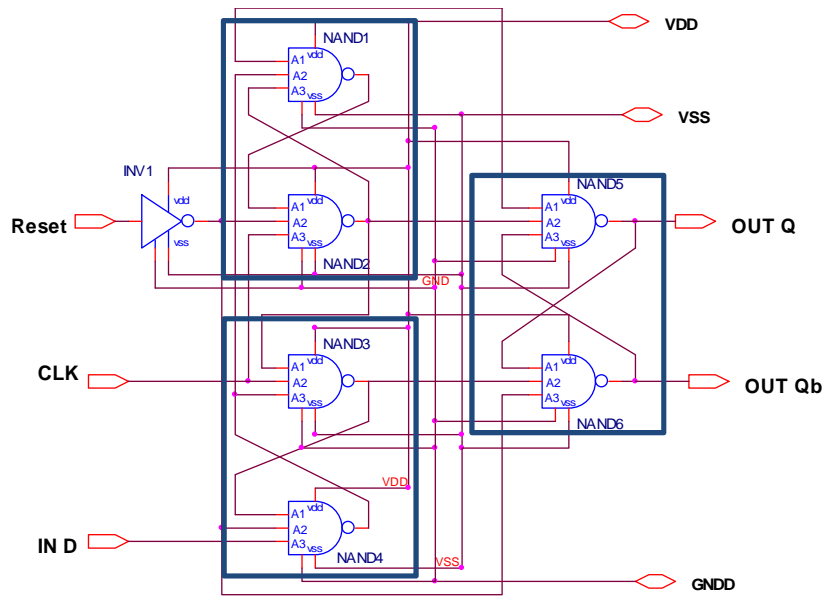 NAND1
vdd
A1
A2
A3
vss
VDD
VSS
INV1
vdd
vss
Reset
vdd
A1
A2
A3
vss
NAND2
GND
NAND5
vdd
A1
A2
A3
vss
OUT Q
NAND3
vdd
A1
A2
A3
vss
CLK
vdd
A1
A2
A3
vss
NAND6
OUT Qb
VDD
vdd
A1
A2
A3
vss
NAND4
VSS
IN D
GNDD